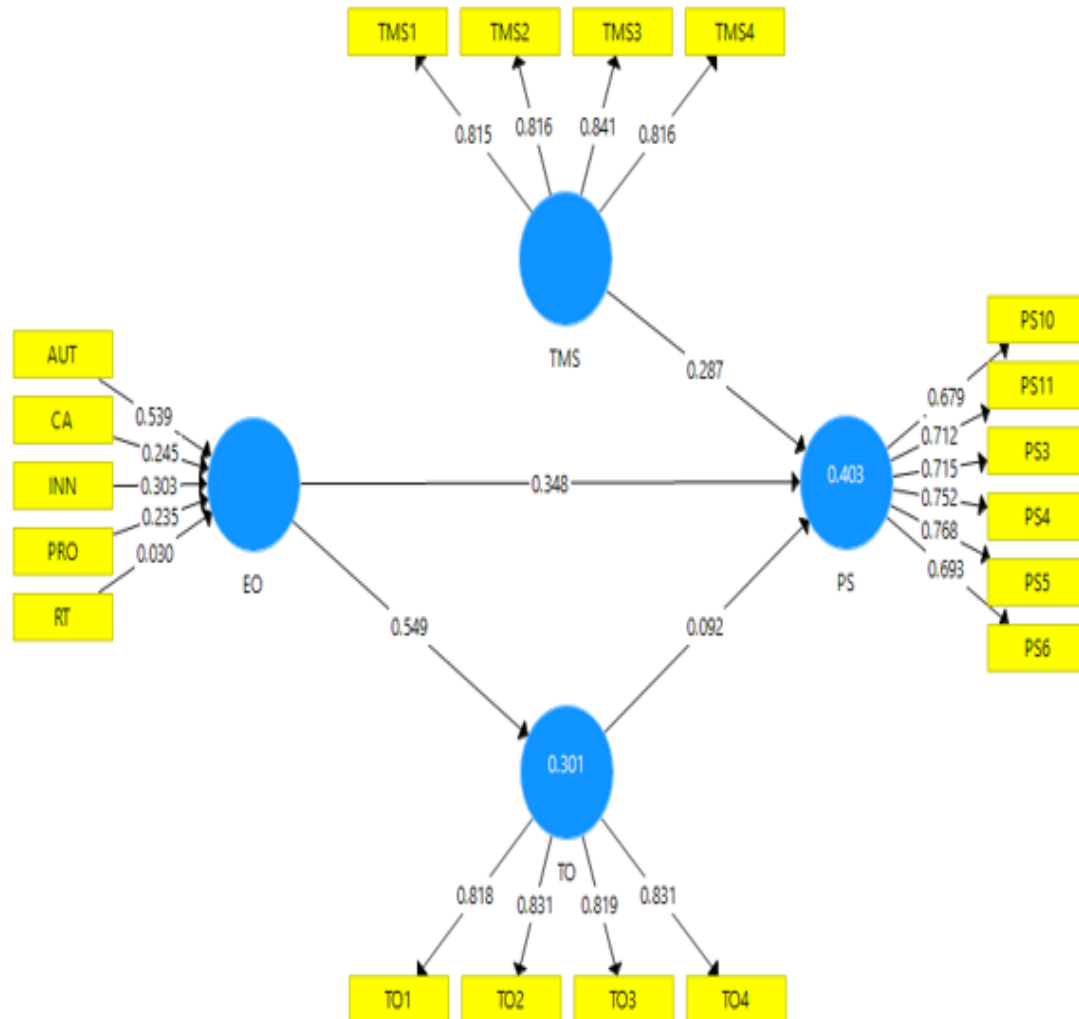 TMS1 TMS2 TMS3 TMS4
0.815 0.816 0.841 0.816
TMS
0.287
AUT
CA
INN
PRO
RT
0.539
0.245
0.303
0.235
0.030
EO
0.348
0.549
0.403
PS
0.679
0.712
0.715
0.752
0.768
0.693
PS10
PS11
PS3
PS4
PS5
PS6
0.092
0.301
TO
0.818 0.831 0.819 0.831
TO1 TO2 TO3 TO4